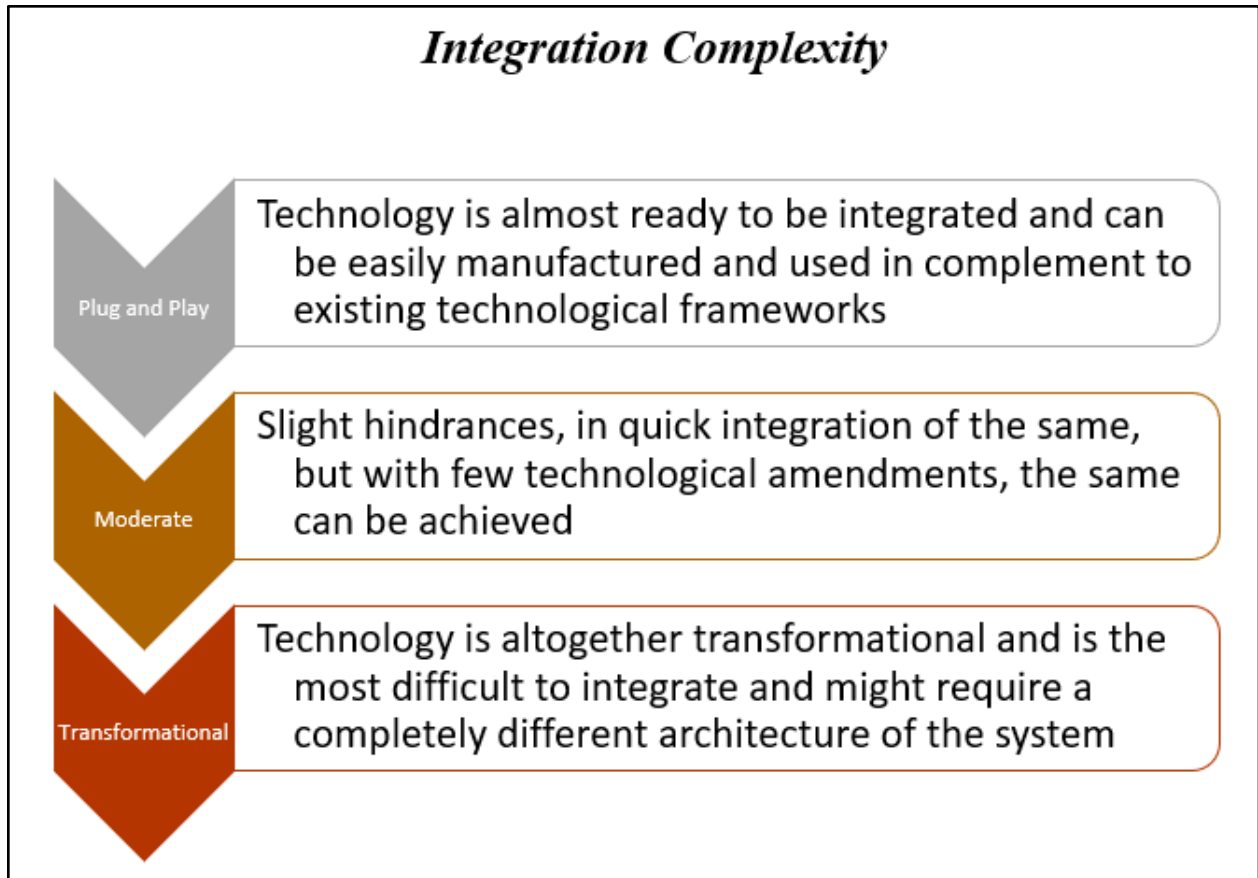 Integration Complexity
Plug and Play
Technology is almost ready to be integrated and can
be easily manufactured and used in complement to
existing technological frameworks
Moderate
Slight hindrances, in quick integration of the same,
but with few technological amendments, the same
can be achieved
Transformational
Technology is altogether transformational and is the
most difficult to integrate and might require a
completely different architecture of the system